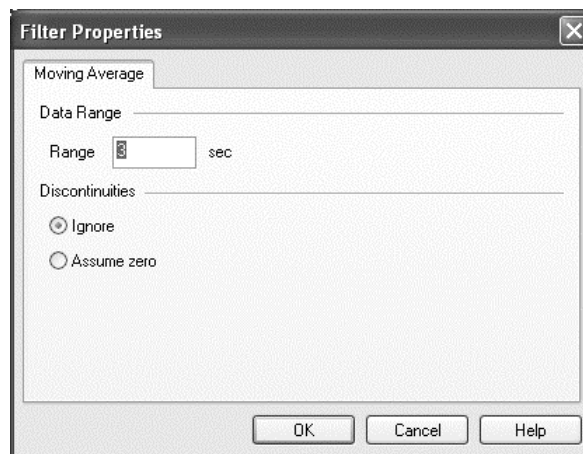 Filter Properties
Moving Average
Data Range
Range 3 sec
Discontinuities
Ignore
Assume zero
OK Cancel Help